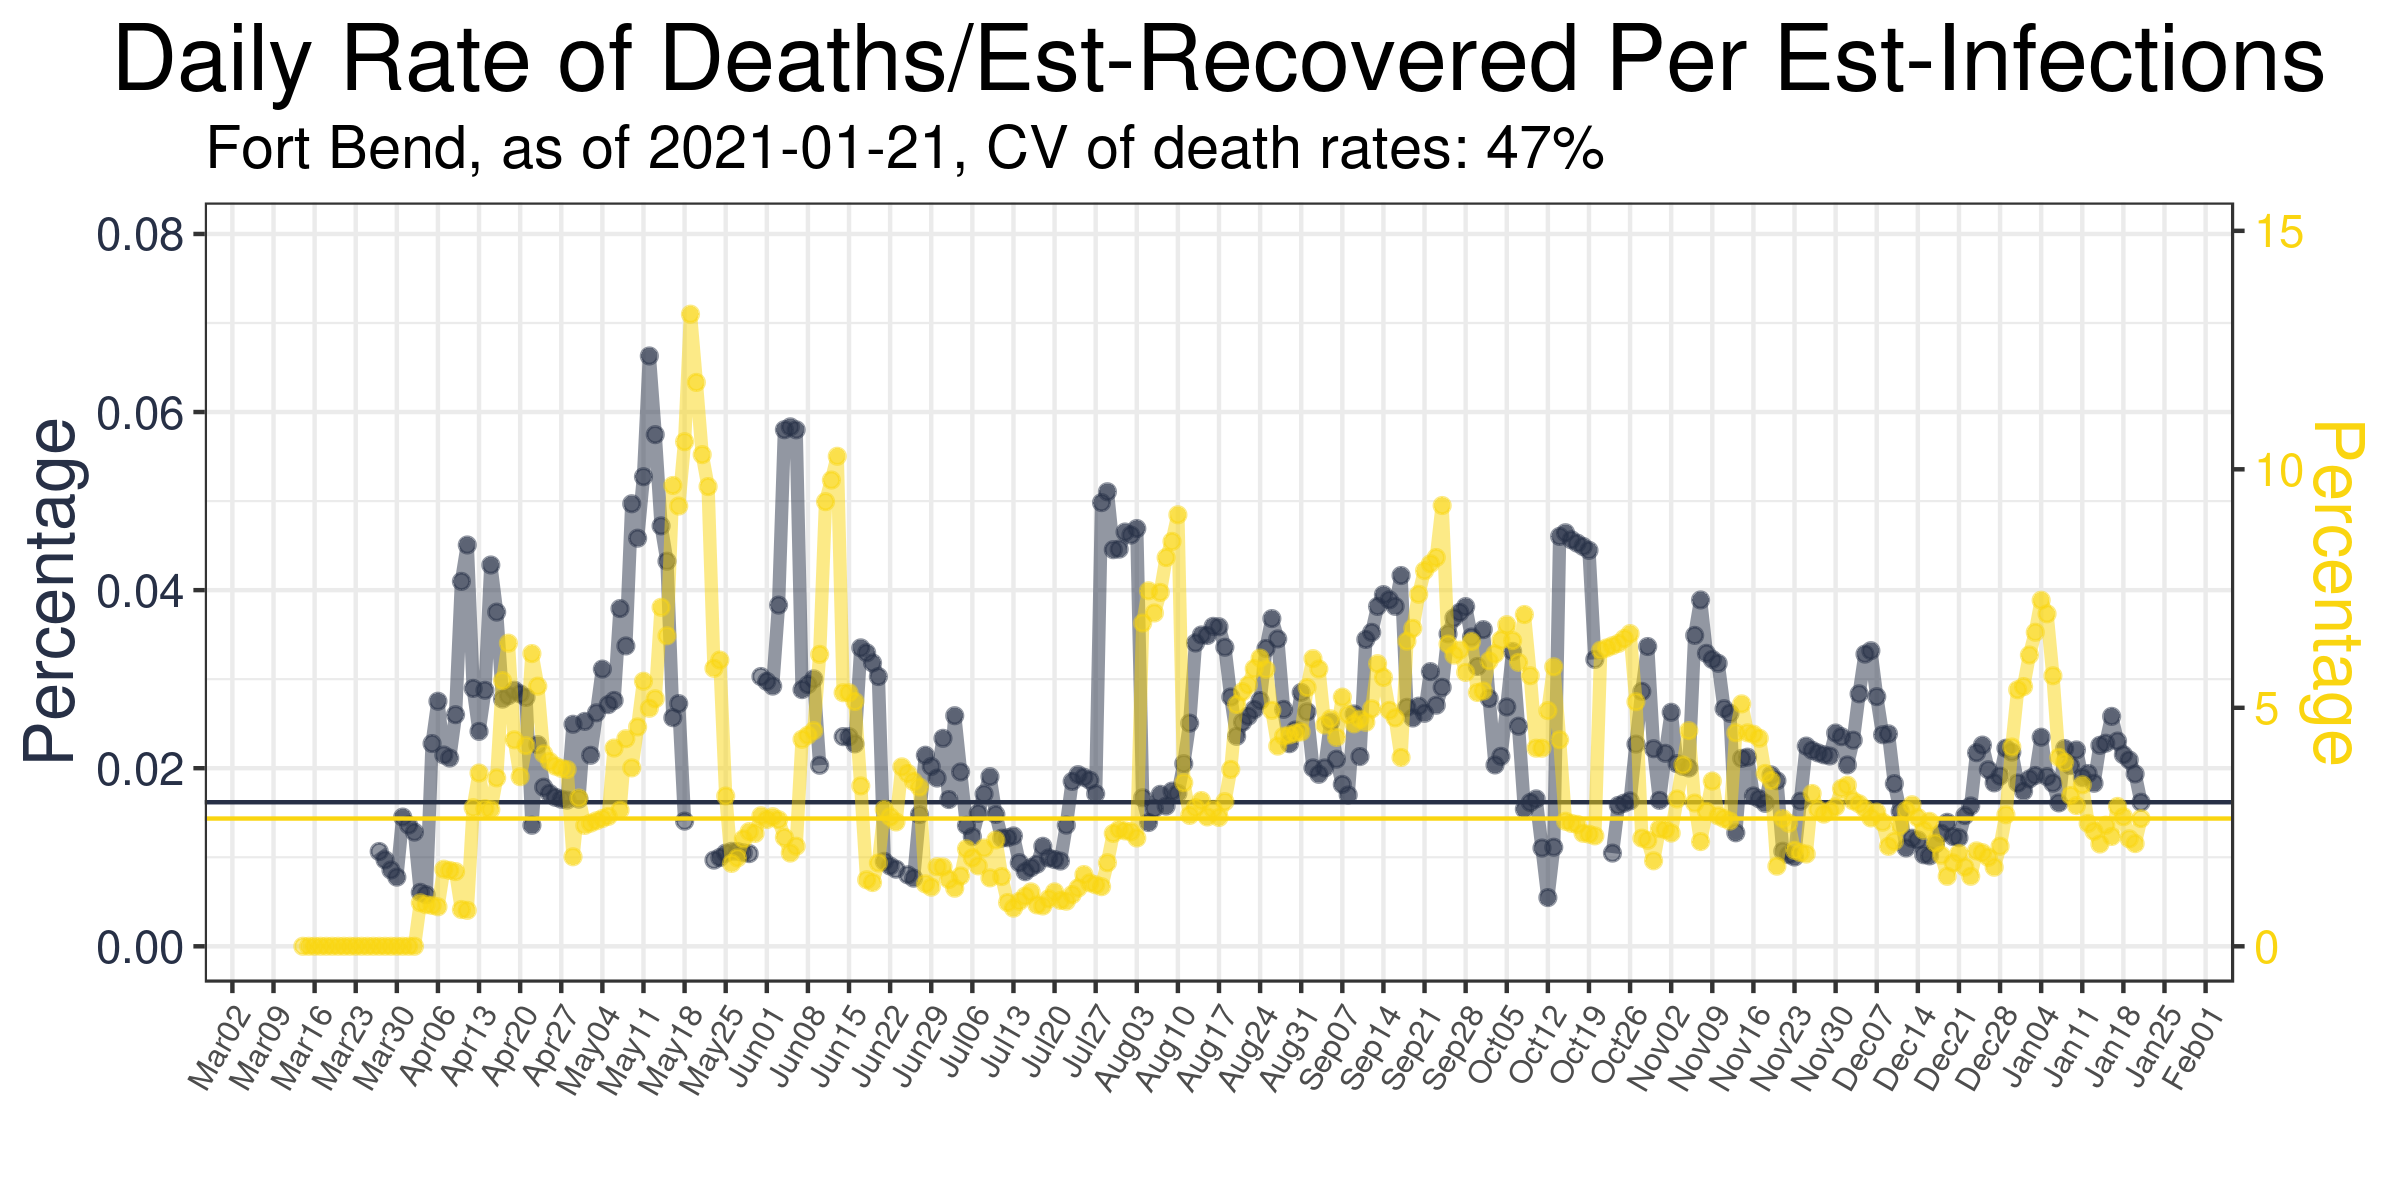 Daily Rate of Deaths/Est-Recovered Per Est-Infections
Fort Bend, as of 2021-01-21, CV of death rates: 47%
Percentage
0.08
0.06
0.04
0.02
0.00
15
10
5
0
Percentage
Mar02
Mar09
Mar16
Mar23
Mar30
Apr06
Apr13
Apr20
Apr27
May04
May11
May18
May25
Jun01
Jun08
Jun15
Jun22
Jun29
Jul06
Jul13
Jul20
Jul27
Aug03
Aug10
Aug17
Aug24
Aug31
Sep07
Sep14
Sep21
Sep28
Oct05
Oct12
Oct19
Oct26
Nov02
Nov09
Nov16
Nov23
Nov30
Dec07
Dec14
Dec21
Dec28
Jan04
Jan11
Jan18
Jan25
Feb01